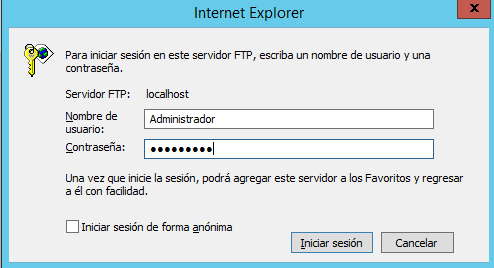 Internet Explorer
x
Para iniciar sesión en este servidor FTP, escriba un nombre de usuario y una
contraseña.
Servidor FTP: localhost
Nombre de
usuario: Administrador
Contraseña: •••••••••
Una vez que inicie la sesión, podrá agregar este servidor a los Favoritos y regresar
a él con facilidad.
Iniciar sesión de forma anónima
Iniciar sesión Cancelar